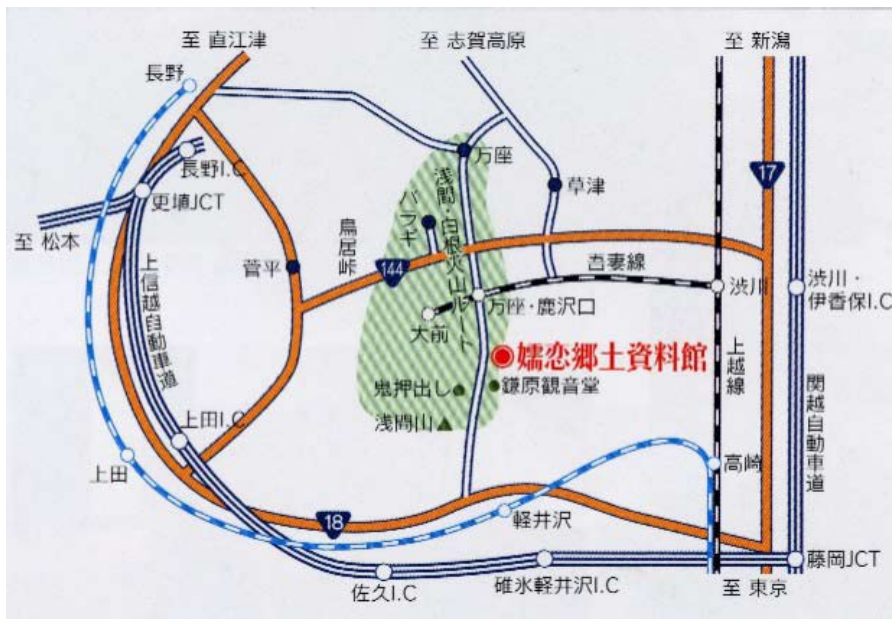 至 直江津
至 志賀高原
至 新潟
長野
長野I.C
万座
更埴JCT
草津
17
至 松本
浅間・白根火山ルート
バラギ
鳥居峠
菅平
144
吾妻線
渋川
渋川・
伊香保I.C
万座・鹿沢口
大前
上信越自動車道
嬬恋郷土資料館
上越線
関越自動車道
鬼押出し
鎌原観音堂
浅間山
上田I.C
上田
高崎
18
軽井沢
藤岡JCT
佐久I.C
碓氷軽井沢I.C
至 東京